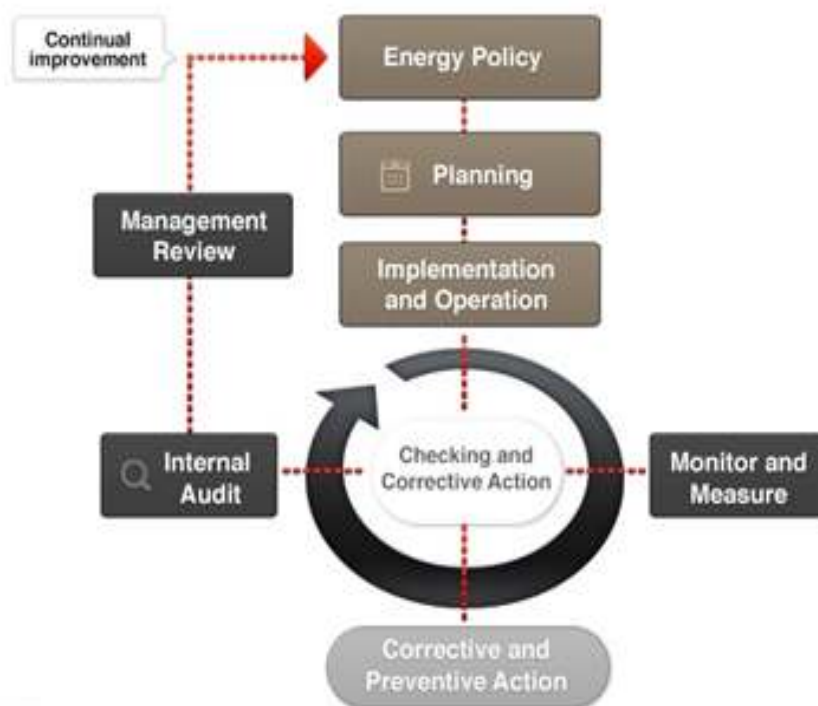 Continual
improvement
Energy Policy
Planning
Management
Review
Implementation
and Operation
Internal
Audit
Checking and
Corrective Action
Monitor and
Measure
Corrective and
Preventive Action